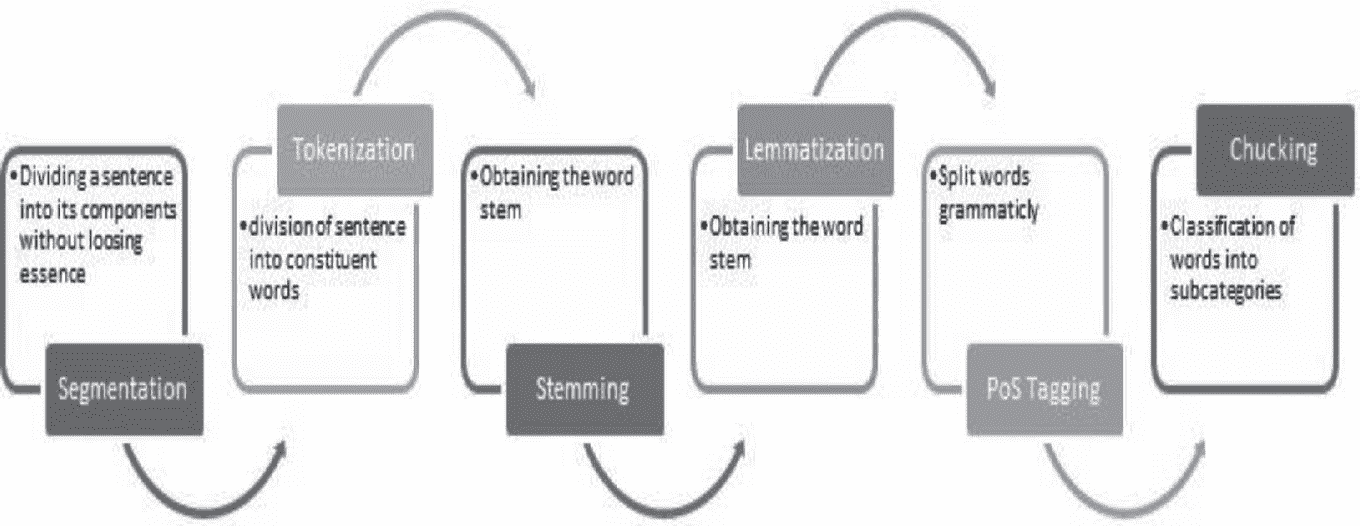 •Dividing a sentence
into its components
without loosing
essence
Segmentation
Tokenization
•division of sentence
into constituent
words
•Obtaining the word
stem
Stemming
Lemmatization
•Obtaining the word
stem
•Split words
grammaticly
PoS Tagging
Chucking
•Classification of
words into
subcategories